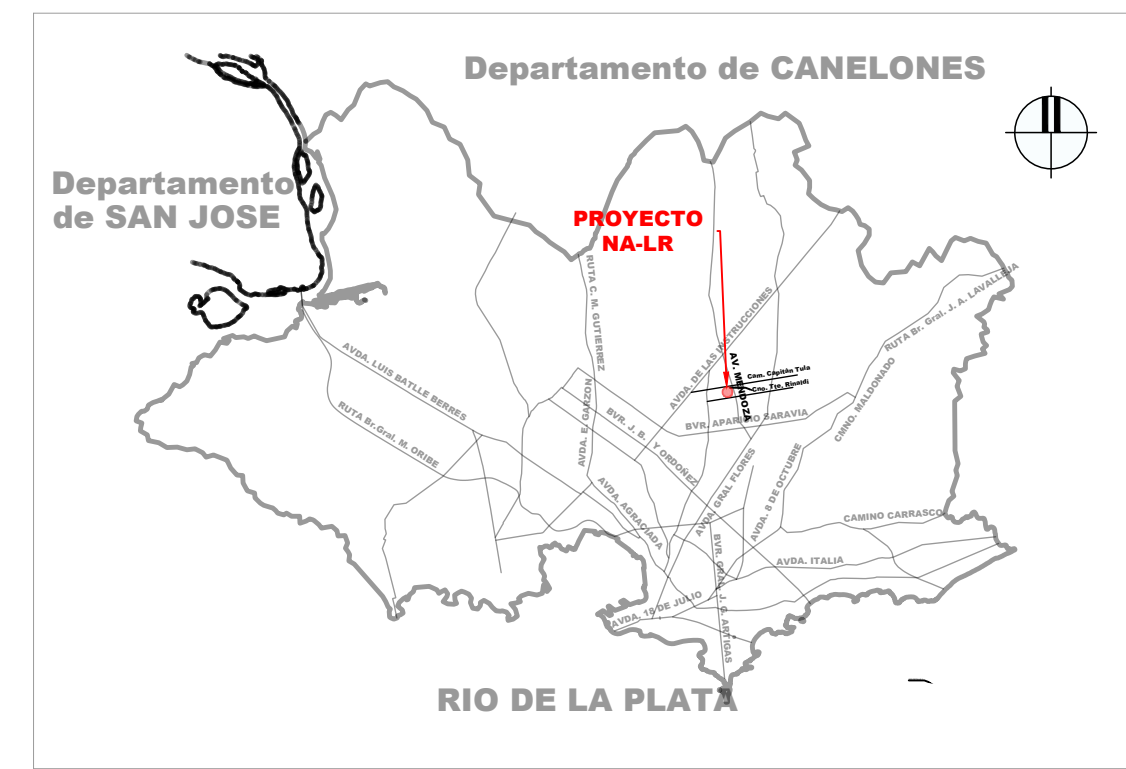 Departamento de CANELONES
Departamento
de SAN JOSE
PROYECTO
NA-LR
RUTA C. M. GUTIERREZ
AVDA. DE LAS INSTRUCCIONES
RUTA Br. Gral. J. A. LAVALLEJA
AV. MENDOZA
Cam. Capitán Tula
Cno. Tte. Rinaldi
AVDA. LUIS BATLLE BERRES
RUTA Br.Gral. M. ORIBE
AVDA. E. GARZON
BVR. J. B. Y ORDOÑEZ
BVR. APARICIO SARAVIA
CMNO. MALDONADO
AVDA. AGRACIADA
AVDA. GRAL FLORES
AVDA. 8 DE OCTUBRE
CAMINO CARRASCO
AVDA. ITALIA
BVR. GRAL. J. G. ARTIGAS
AVDA. 18 DE JULIO
RIO DE LA PLATA